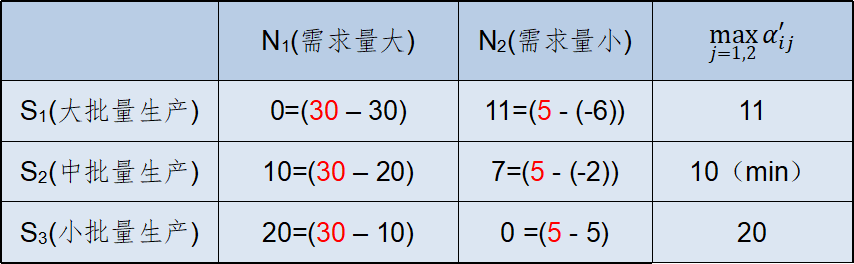 N₁(需求量大) N₂(需求量小) max j=1,2 α′ij
S₁(大批量生产) 0=(30 – 30) 11=(5 - (-6)) 11
S₂(中批量生产) 10=(30 – 20) 7=(5 - (-2)) 10（min）
S₃(小批量生产) 20=(30 – 10) 0 =(5 - 5) 20